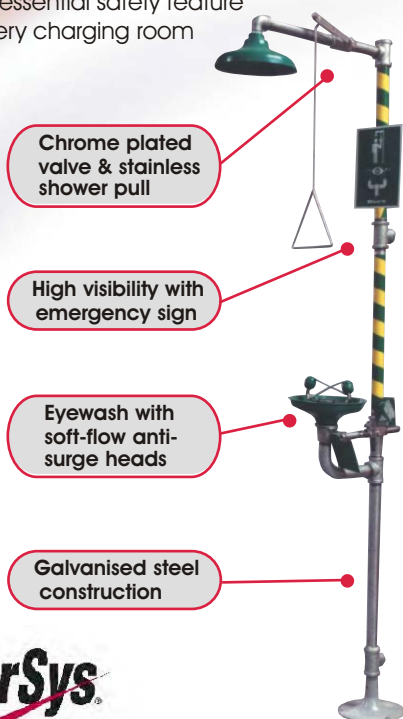 essential safety feature
ery charging room
Chrome plated
valve & stainless
shower pull
High visibility with
emergency sign
Eyewash with
soft-flow anti-
surge heads
Galvanised steel
construction
rSys